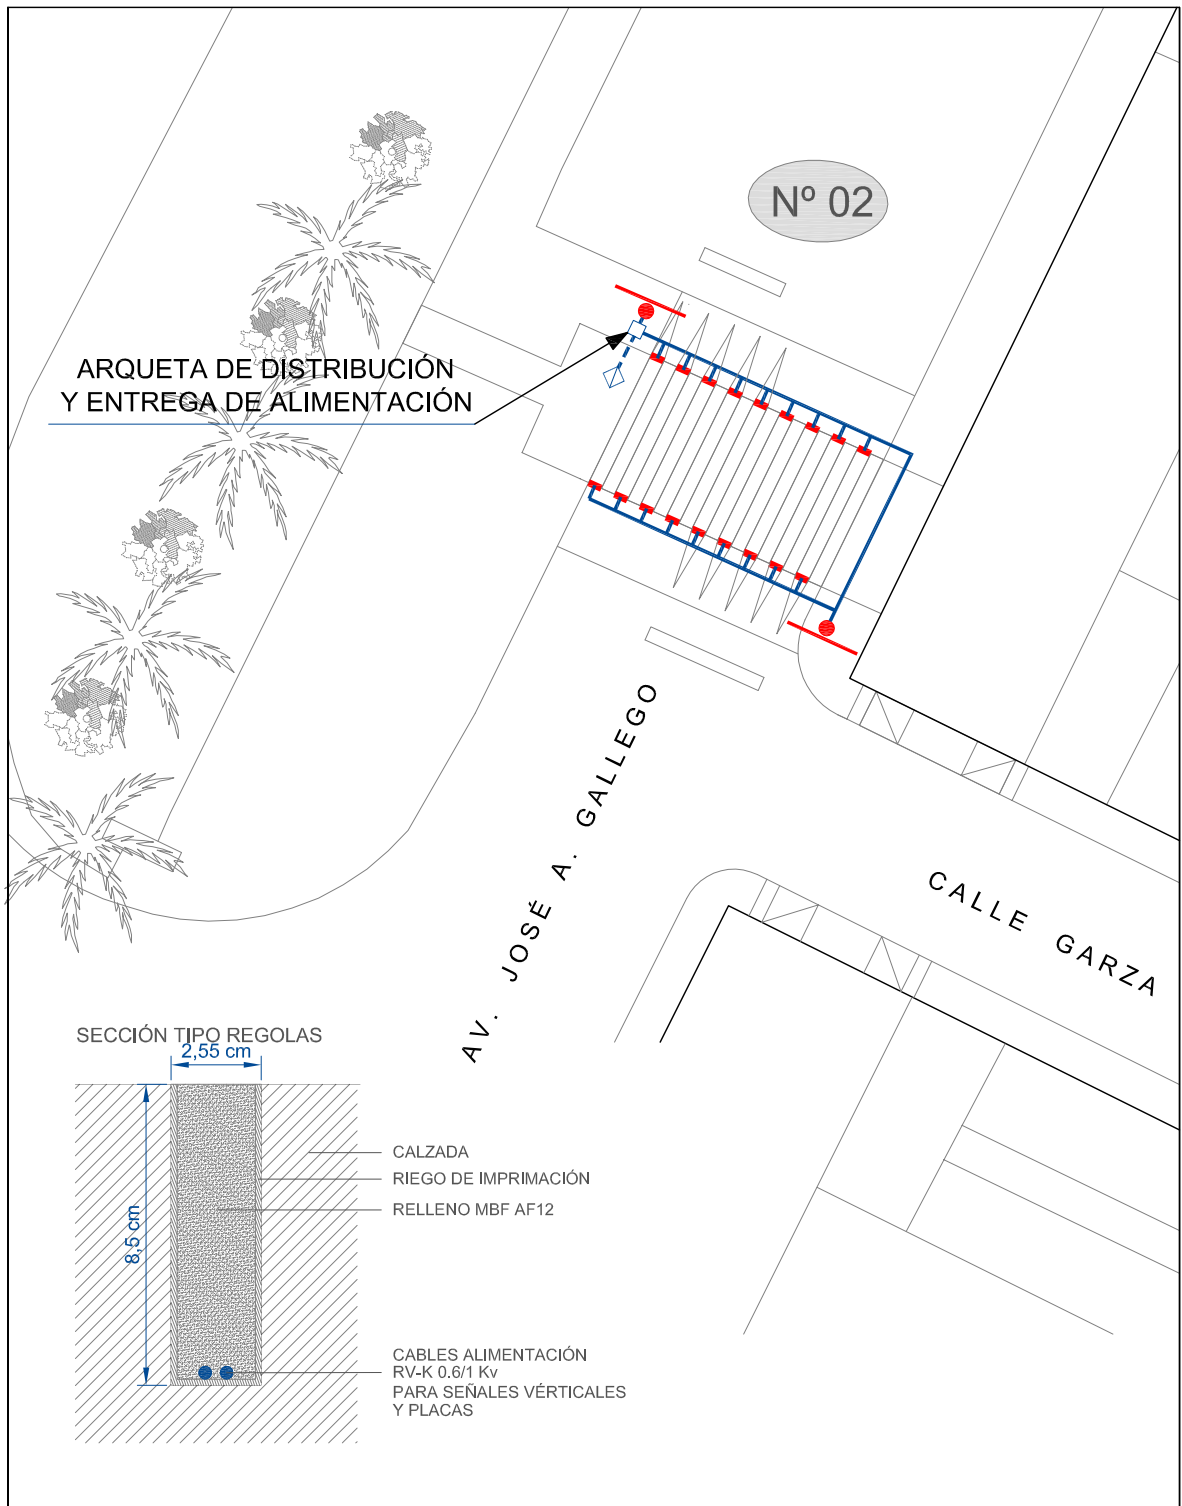 Nº 02
ARQUETA DE DISTRIBUCIÓN
Y ENTREGA DE ALIMENTACIÓN
AV. JOSÉ A. GALLEGO
CALLE GARZA
SECCIÓN TIPO REGOLAS
2,55 cm
8,5 cm
CALZADA
RIEGO DE IMPRIMACIÓN
RELLENO MBF AF12
CABLES ALIMENTACIÓN
RV-K 0.6/1 Kv
PARA SEÑALES VÉRTICALES
Y PLACAS